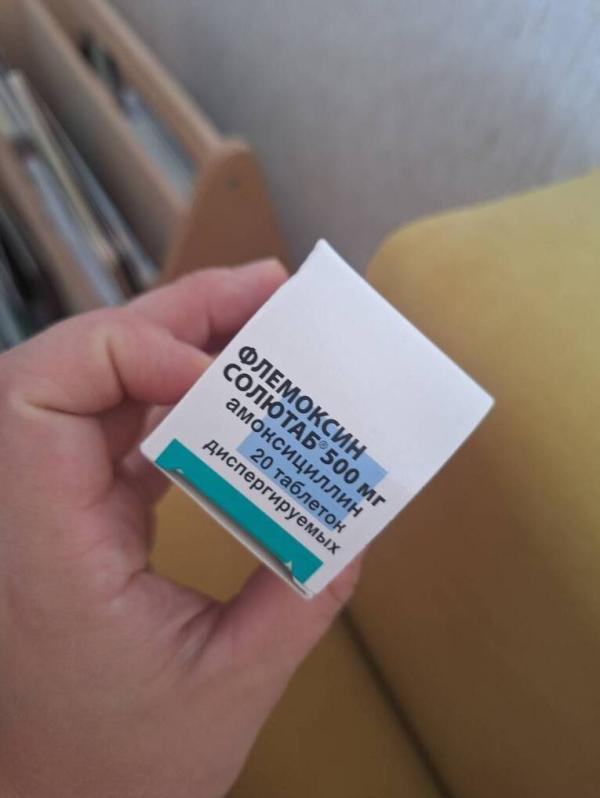 ФЛЕМОКСИН
СОЛЮТАБ® 500 мг
амоксициллин
20 таблеток
диспергируемых